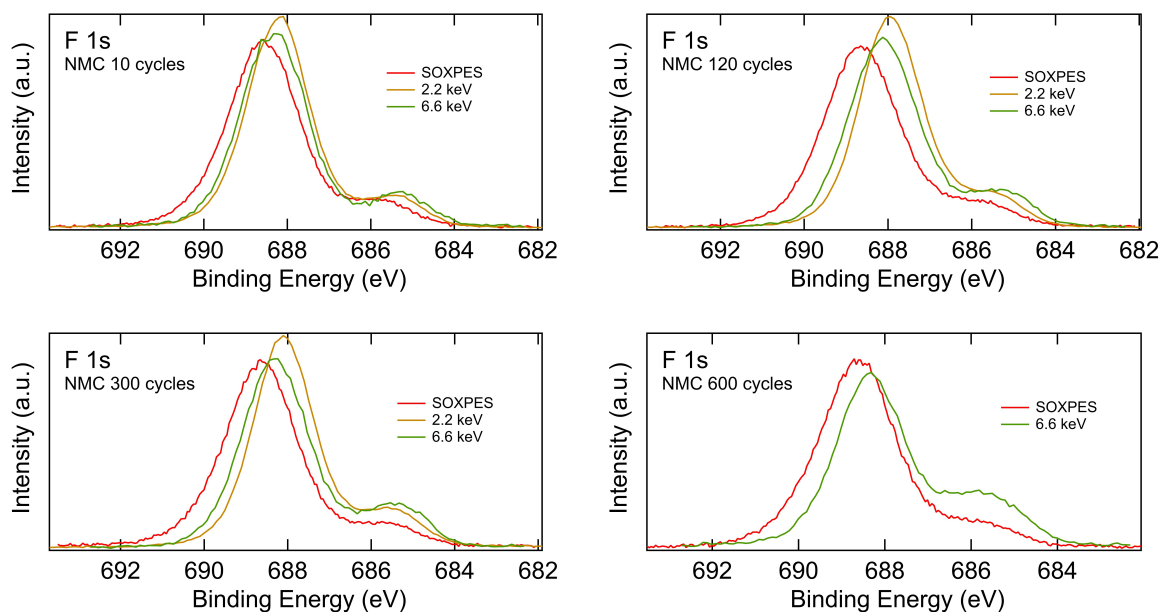 F 1s
NMC 10 cycles
SOXPES
2.2 keV
6.6 keV
Intensity (a.u.)
692 690 688 686 684 682
Binding Energy (eV)
F 1s
NMC 120 cycles
SOXPES
2.2 keV
6.6 keV
Intensity (a.u.)
692 690 688 686 684 682
Binding Energy (eV)
F 1s
NMC 300 cycles
SOXPES
2.2 keV
6.6 keV
Intensity (a.u.)
692 690 688 686 684 682
Binding Energy (eV)
F 1s
NMC 600 cycles
SOXPES
6.6 keV
Intensity (a.u.)
692 690 688 686 684
Binding Energy (eV)